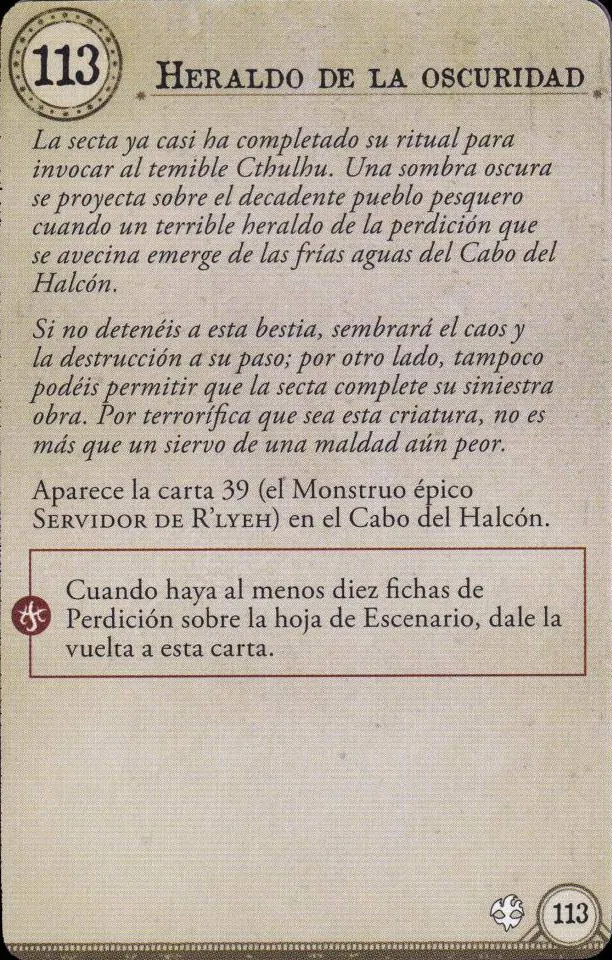 113
HERALDO DE LA OSCURIDAD
La secta ya casi ha completado su ritual para
invocar al temible Cthulhu. Una sombra oscura
se proyecta sobre el decadente pueblo pesquero
cuando un terrible heraldo de la perdición que
se avecina emerge de las frías aguas del Cabo del
Halcón.
Si no detenéis a esta bestia, sembrará el caos y
la destrucción a su paso; por otro lado, tampoco
podéis permitir que la secta complete su siniestra
obra. Por terrorífica que sea esta criatura, no es
más que un siervo de una maldad aún peor.
Aparece la carta 39 (el Monstruo épico
SERVIDOR DE R'LYEH) en el Cabo del Halcón.
Cuando haya al menos diez fichas de
Perdición sobre la hoja de Escenario, dale la
vuelta a esta carta.
113